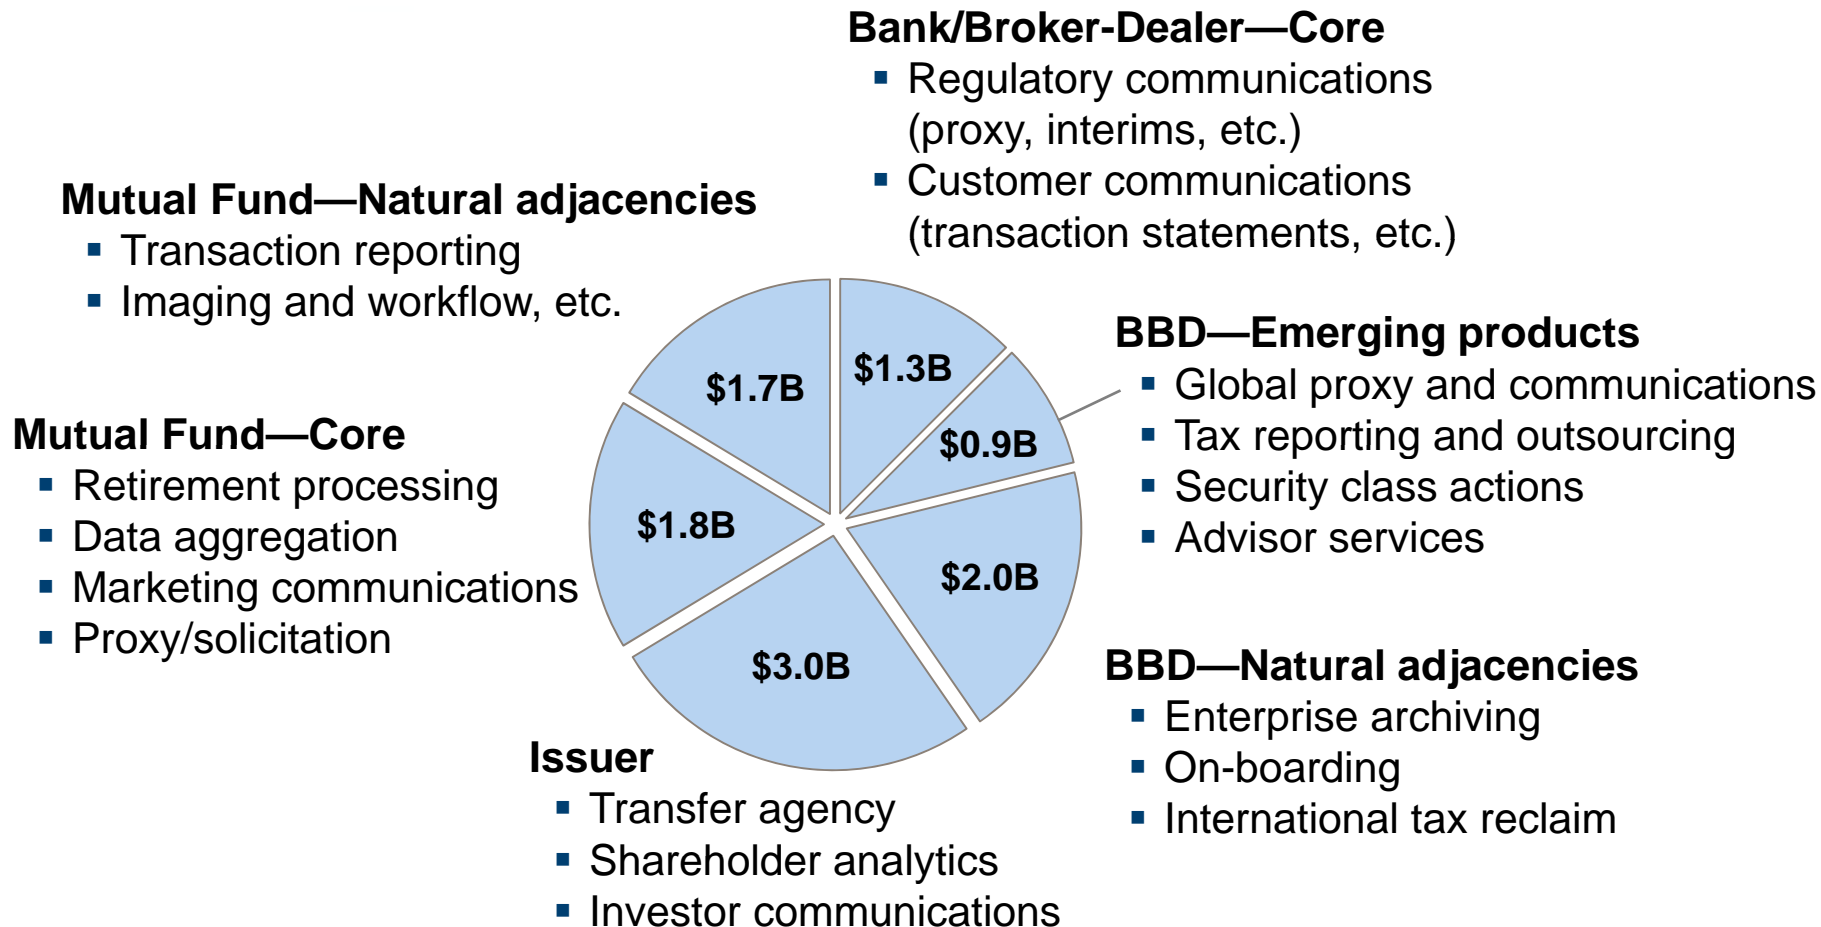 Bank/Broker-Dealer—Core
▪ Regulatory communications
(proxy, interims, etc.)
▪ Customer communications
(transaction statements, etc.)
Mutual Fund—Natural adjacencies
▪ Transaction reporting
▪ Imaging and workflow, etc.
BBD—Emerging products
▪ Global proxy and communications
▪ Tax reporting and outsourcing
▪ Security class actions
▪ Advisor services
Mutual Fund—Core
▪ Retirement processing
▪ Data aggregation
▪ Marketing communications
▪ Proxy/solicitation
$1.7B
$1.3B
$0.9B
$1.8B
$2.0B
$3.0B
BBD—Natural adjacencies
▪ Enterprise archiving
▪ On-boarding
▪ International tax reclaim
Issuer
▪ Transfer agency
▪ Shareholder analytics
▪ Investor communications